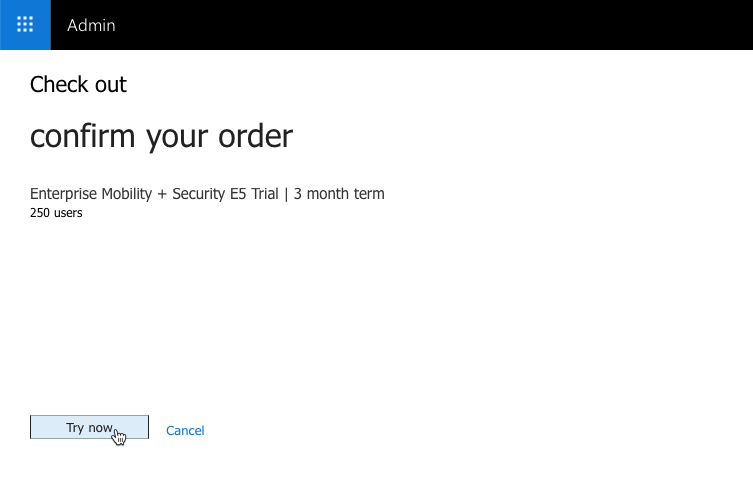 Admin
Check out
confirm your order
Enterprise Mobility + Security E5 Trial | 3 month term
250 users
Try now
Cancel